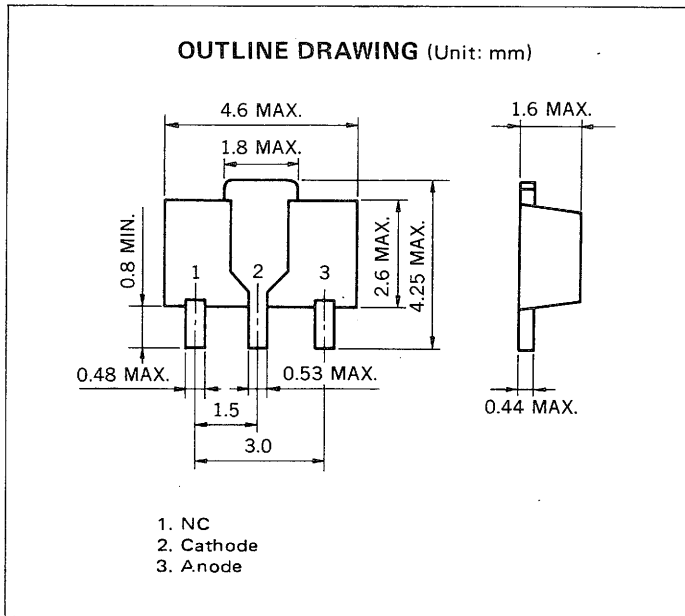 OUTLINE DRAWING (Unit: mm)
4.6 MAX.
1.6 MAX.
1.8 MAX.
0.8 MIN.
1
2
3
2.6 MAX.
4.25 MAX.
0.48 MAX.
0.53 MAX.
1.5
0.44 MAX.
3.0
1. NC
2. Cathode
3. Anode